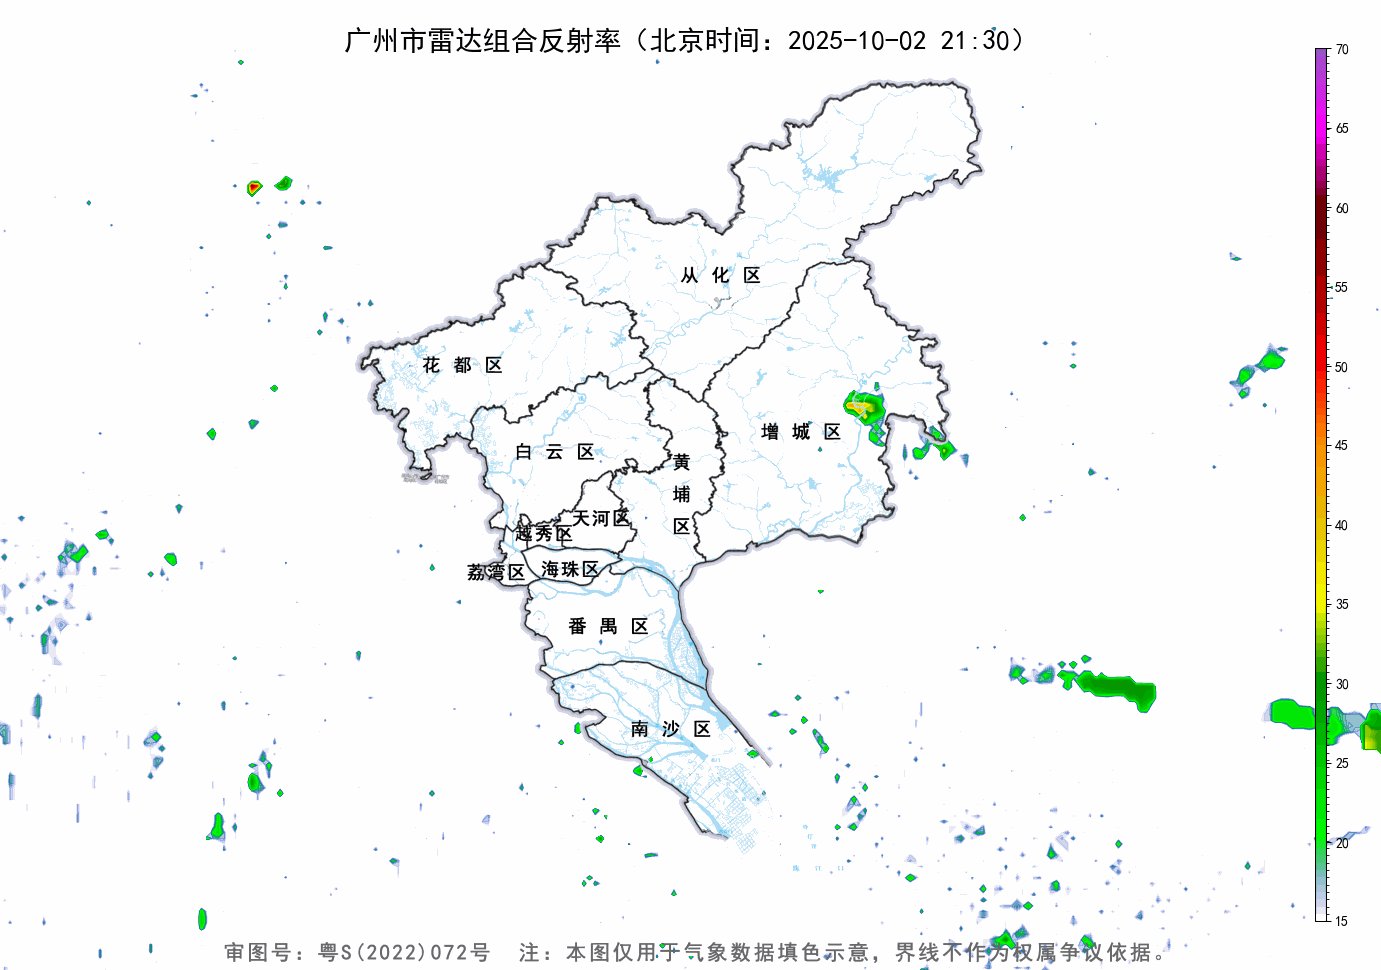 广州市雷达组合反射率（北京时间：2025-10-02 21:30）
70
65
60
55
50
45
40
35
30
25
20
15
从化区
花都区
增城区
白云区
黄埔区
天河区
越秀区
荔湾区
海珠区
番禺区
南沙区
审图号：粤S(2022)072号 注：本图仅用于气象数据填色示意，界线不作为权属争议依据。